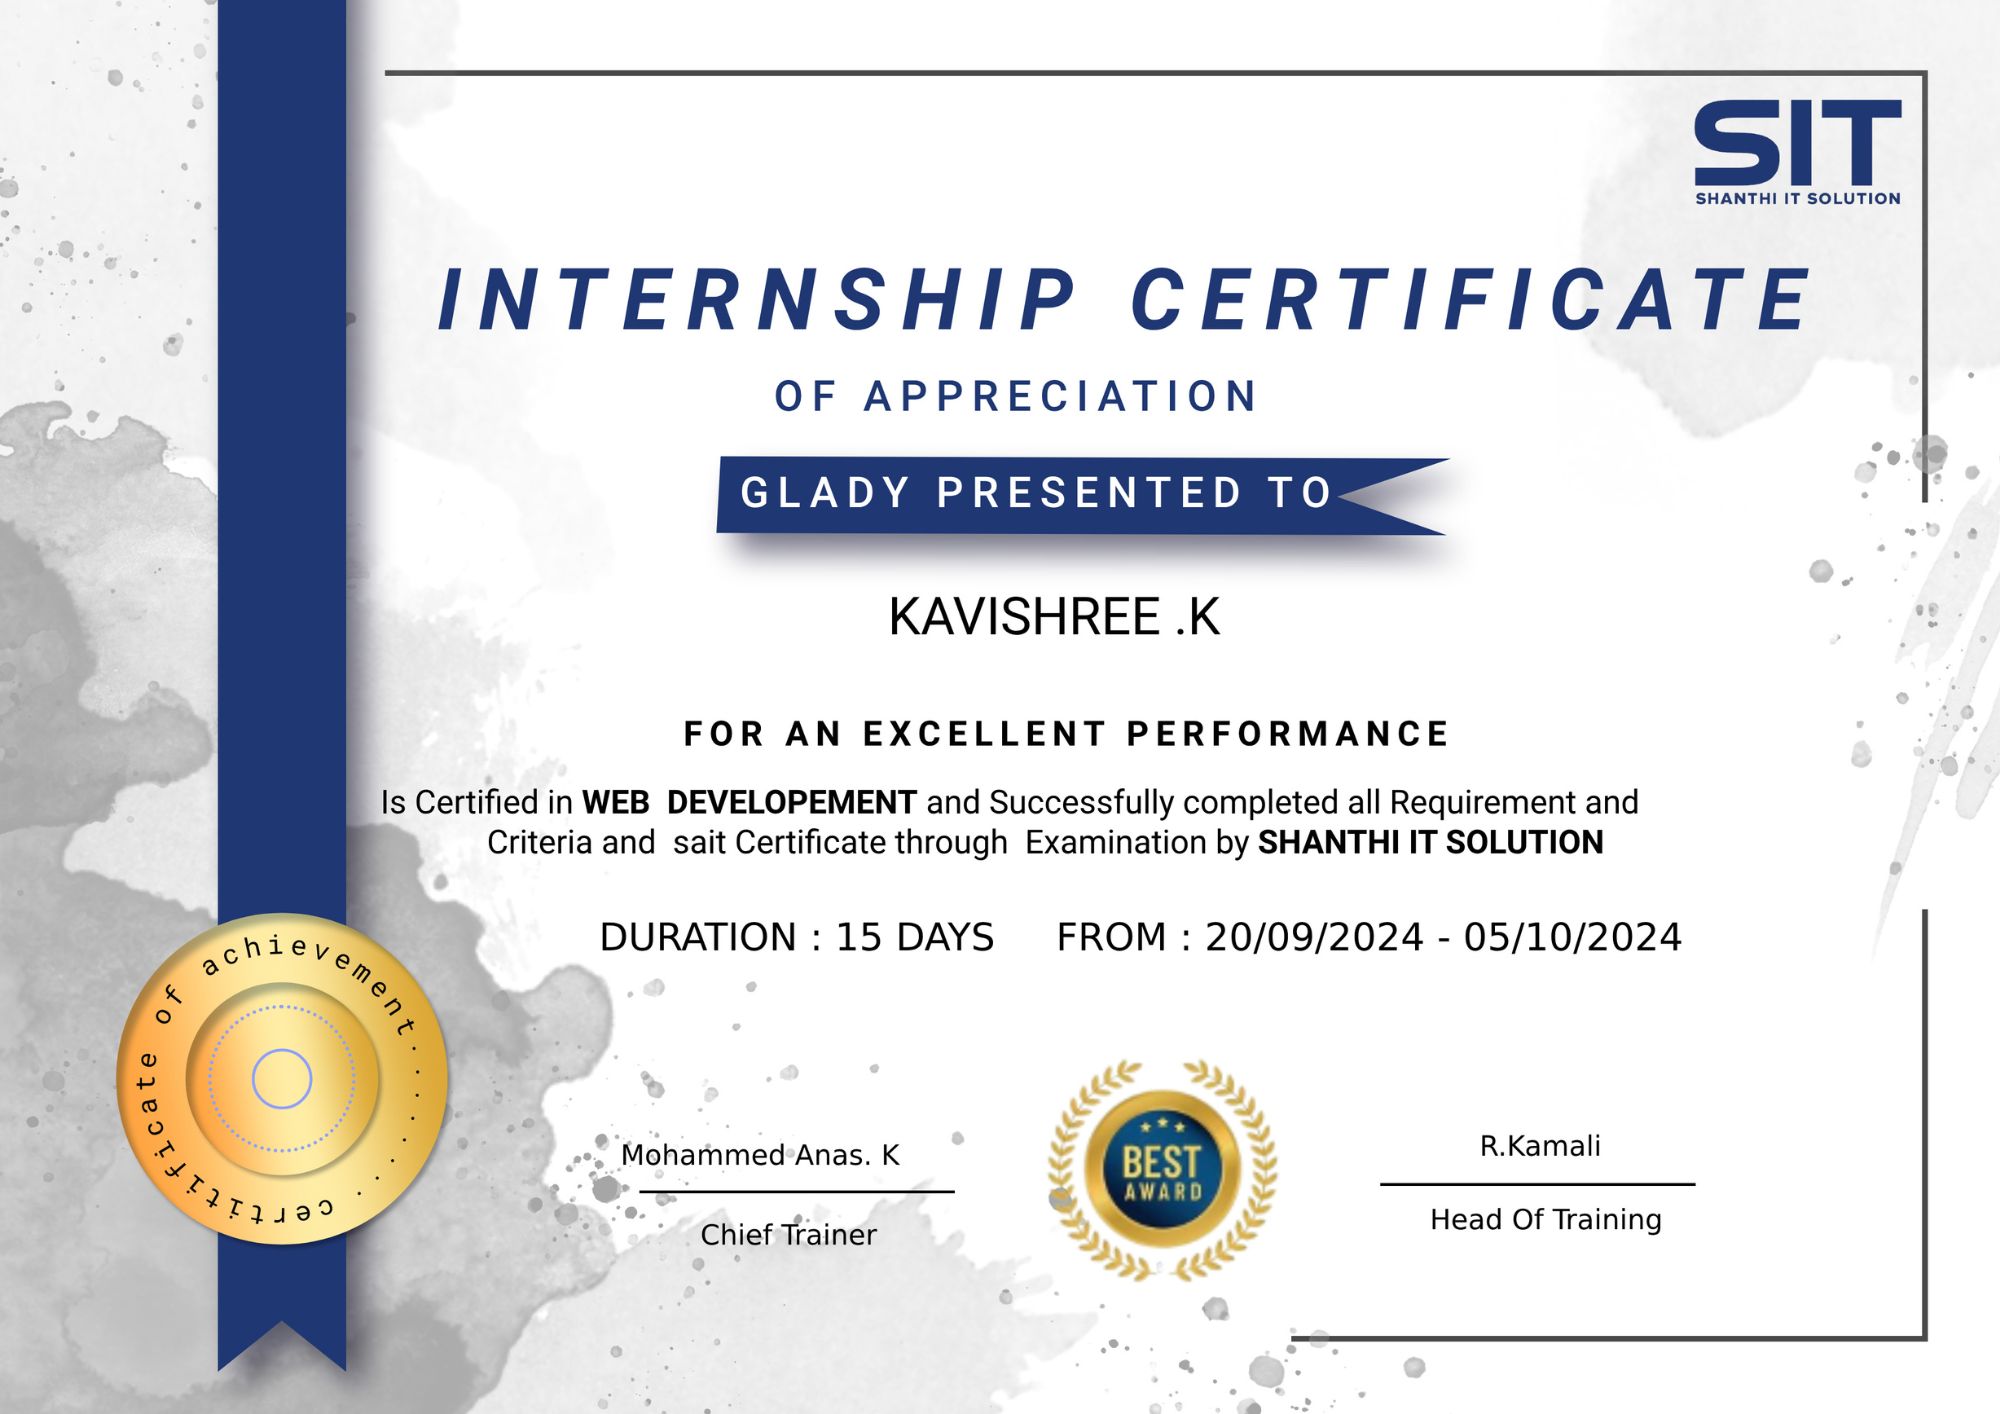 SIT
SHANTHI IT SOLUTION
INTERNSHIP CERTIFICATE
OF APPRECIATION
GLADY PRESENTED TO
KAVISHREE .K
FOR AN EXCELLENT PERFORMANCE
Is Certified in WEB  DEVELOPEMENT and Successfully completed all Requirement and
Criteria and  sait Certificate through  Examination by SHANTHI IT SOLUTION
DURATION : 15 DAYS     FROM : 20/09/2024 - 05/10/2024
certificate of achievement..........
Mohammed Anas. K
Chief Trainer
BEST
AWARD
R.Kamali
Head Of Training